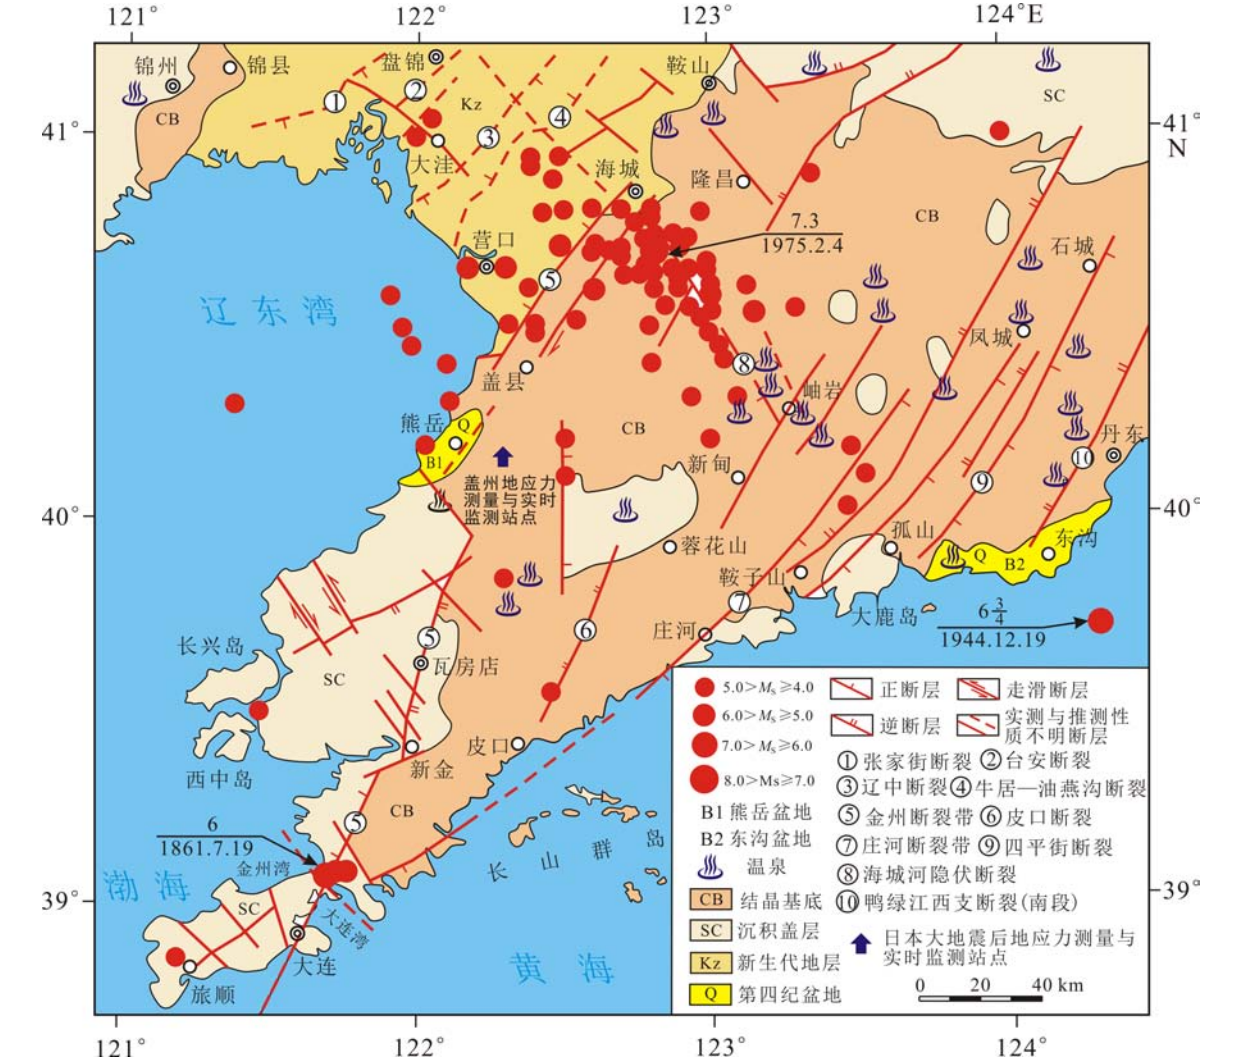 121°
122°
123°
124°E
锦州
锦县
盘锦
鞍山
①
②
Kz
④
SC
CB
41°
41°
N
③
大洼
海城
隆昌
CB
7.3
1975.2.4
石城
营口
⑤
辽东湾
凤城
盖县
⑧
岫岩
熊岳
Q
CB
B1
丹东
新甸
⑩
盖州地应力
测量与实时
监测站点
⑨
40°
40°
孤山
东沟
蓉花山
Q
B2
鞍子山
⑦
大鹿岛
6 3/4
1944.12.19
庄河
⑥
⑤
长兴岛
瓦房店
SC
5.0>Ms≥4.0
正断层
走滑断层
6.0>Ms≥5.0
逆断层
实测与推测性
质不明断层
7.0>Ms≥6.0
8.0>Ms≥7.0
皮口
新金
西中岛
①张家街断裂 ②台安断裂
③辽中断裂 ④牛居—油燕沟断裂
B1 熊岳盆地
⑤金州断裂带 ⑥皮口断裂
B2 东沟盆地
⑦庄河断裂带 ⑨四平街断裂
温泉
⑧海城河隐伏断裂
CB 结晶基底
⑩鸭绿江西支断裂(南段)
SC 沉积盖层
日本大地震后地应力测量与
实时监测站点
Kz 新生代地层
0 20 40 km
Q 第四纪盆地
CB
⑤
6
1861.7.19
长山群岛
金州湾
渤海
39°
39°
SC
大连湾
大连
黄海
旅顺
121°
122°
123°
124°